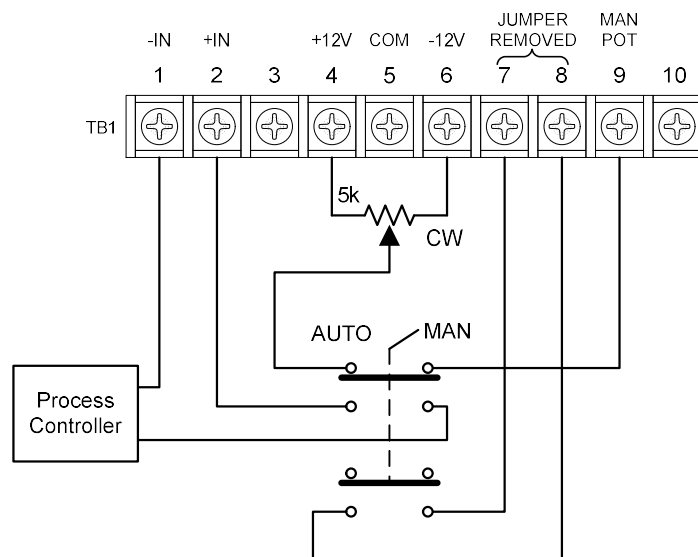 JUMPER
REMOVED
MAN
POT
-IN +IN +12V COM -12V
1 2 3 4 5 6 7 8 9 10
TB1
5k
CW
AUTO
MAN
Process
Controller